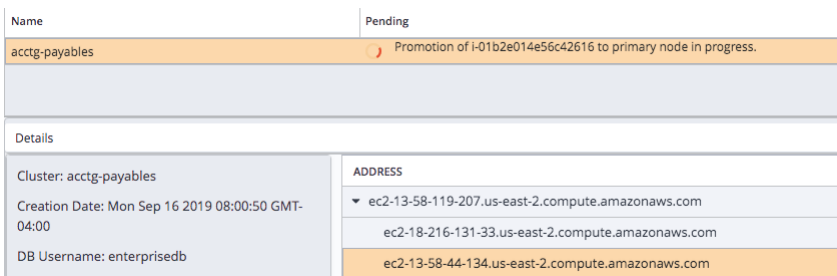 Name Pending
acctg-payables Promotion of i-01b2e014e56c42616 to primary node in progress.
Details
Cluster: acctg-payables
Creation Date: Mon Sep 16 2019 08:00:50 GMT-
04:00
DB Username: enterprisedb
ADDRESS
ec2-13-58-119-207.us-east-2.compute.amazonaws.com
ec2-18-216-131-33.us-east-2.compute.amazonaws.com
ec2-13-58-44-134.us-east-2.compute.amazonaws.com